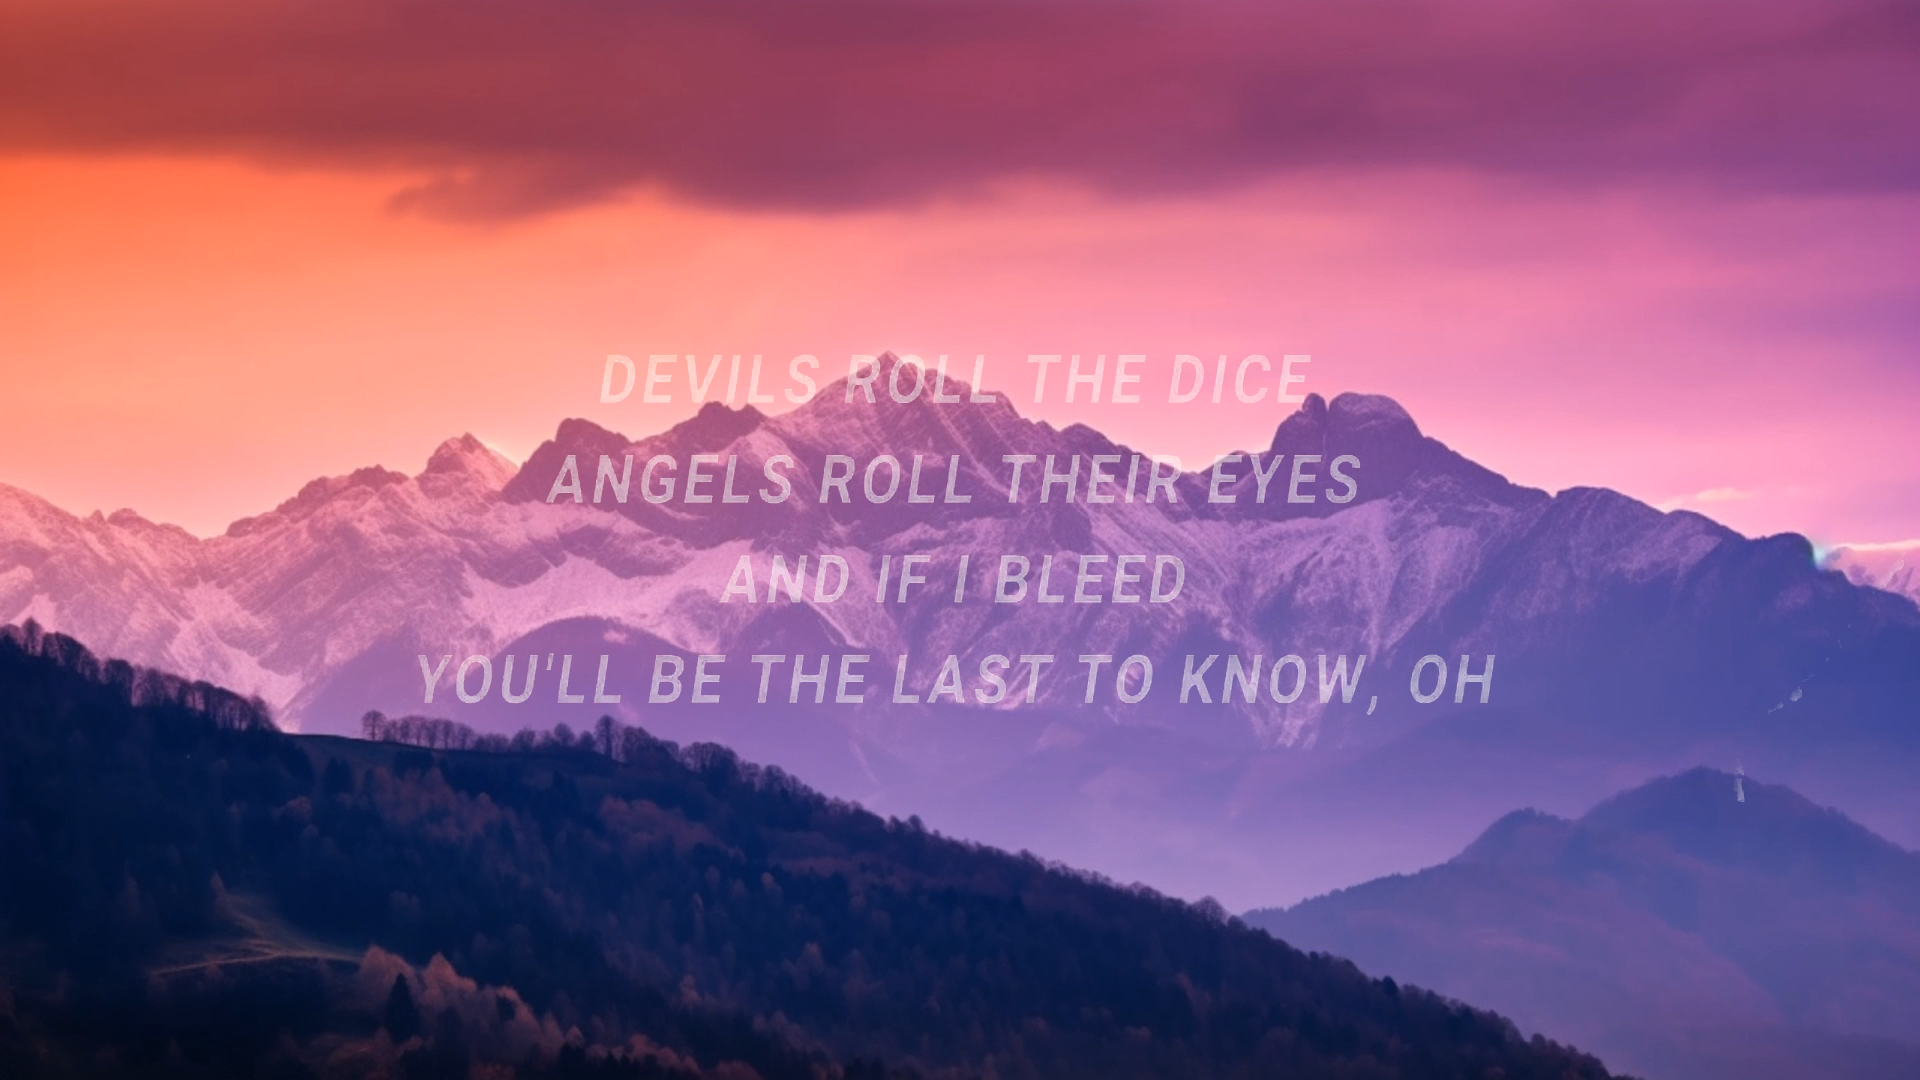 DEVILS ROLL THE DICE
ANGELS ROLL THEIR EYES
AND IF I BLEED
YOU'LL BE THE LAST TO KNOW, OH